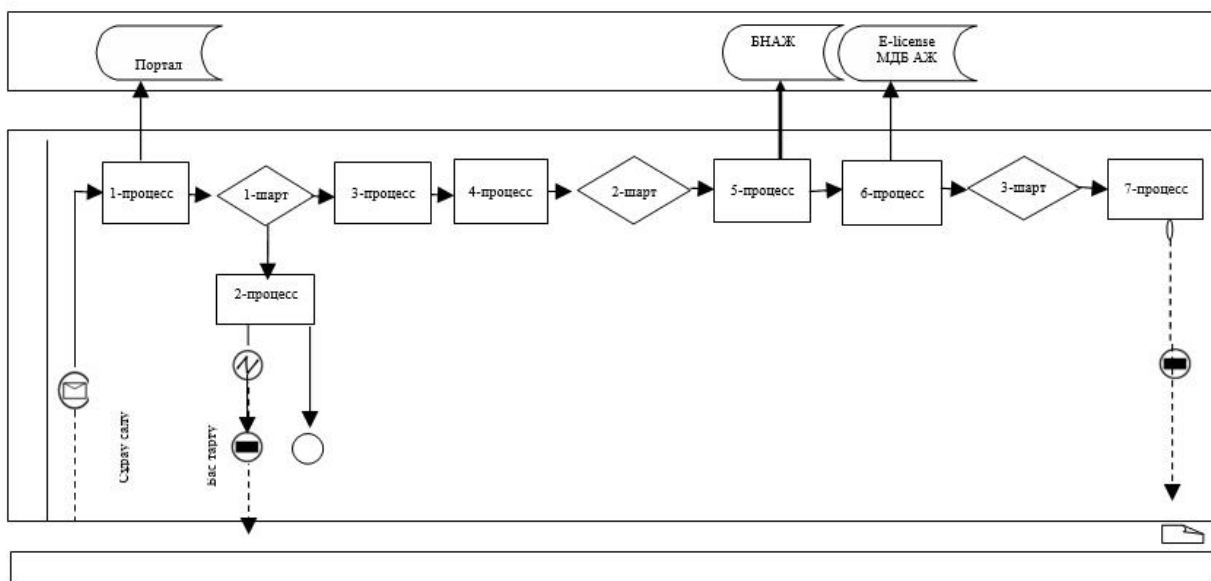 Портал
БНАЖ
E-license
МДБ АЖ
1-процесс
1-шарт
3-процесс
4-процесс
2-шарт
5-процесс
6-процесс
3-шарт
7-процесс
2-процесс
салу
Бас тарту